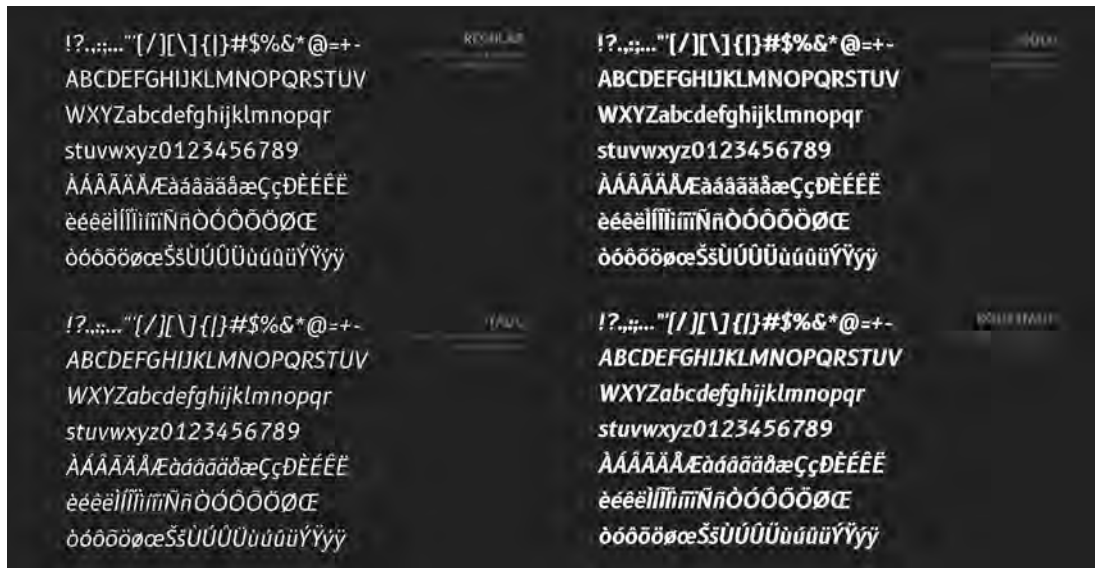 !?.,:;..."'[/][\]{|}#$%&*@=+-
REGULAR
ABCDEFGHIJKLMNOPQRSTUV
WXYZabcdefghijklmnopqr
stuvwxyz0123456789
ÀÁÂÃÄÅÆàáâãäåæÇçÐÈÉÊË
èéêëÌÍÎÏìíîïÑñÒÓÔÕÖØŒ
òóôõöøœŠšÙÚÛÜùúûüÝŸýÿ
!?.,:;..."'[/][\]{|}#$%&*@=+-
BOLD
ABCDEFGHIJKLMNOPQRSTUV
WXYZabcdefghijklmnopqr
stuvwxyz0123456789
ÀÁÂÃÄÅÆàáâãäåæÇçÐÈÉÊË
èéêëÌÍÎÏìíîïÑñÒÓÔÕÖØŒ
òóôõöøœŠšÙÚÛÜùúûüÝŸýÿ
!?.,:;..."'[/][\]{|}#$%&*@=+-
ABCDEFGHIJKLMNOPQRSTUV
WXYZabcdefghijklmnopqr
stuvwxyz0123456789
ÀÁÂÃÄÅÆàáâãäåæÇçÐÈÉÊË
èéêëÌÍÎÏìíîïÑñÒÓÔÕÖØŒ
òóôõöøœŠšÙÚÛÜùúûüÝŸýÿ
!?.,:;..."'[/][\]{|}#$%&*@=+-
ABCDEFGHIJKLMNOPQRSTUV
WXYZabcdefghijklmnopqr
stuvwxyz0123456789
ÀÁÂÃÄÅÆàáâãäåæÇçÐÈÉÊË
èéêëÌÍÎÏìíîïÑñÒÓÔÕÖØŒ
òóôõöøœŠšÙÚÛÜùúûüÝŸýÿ